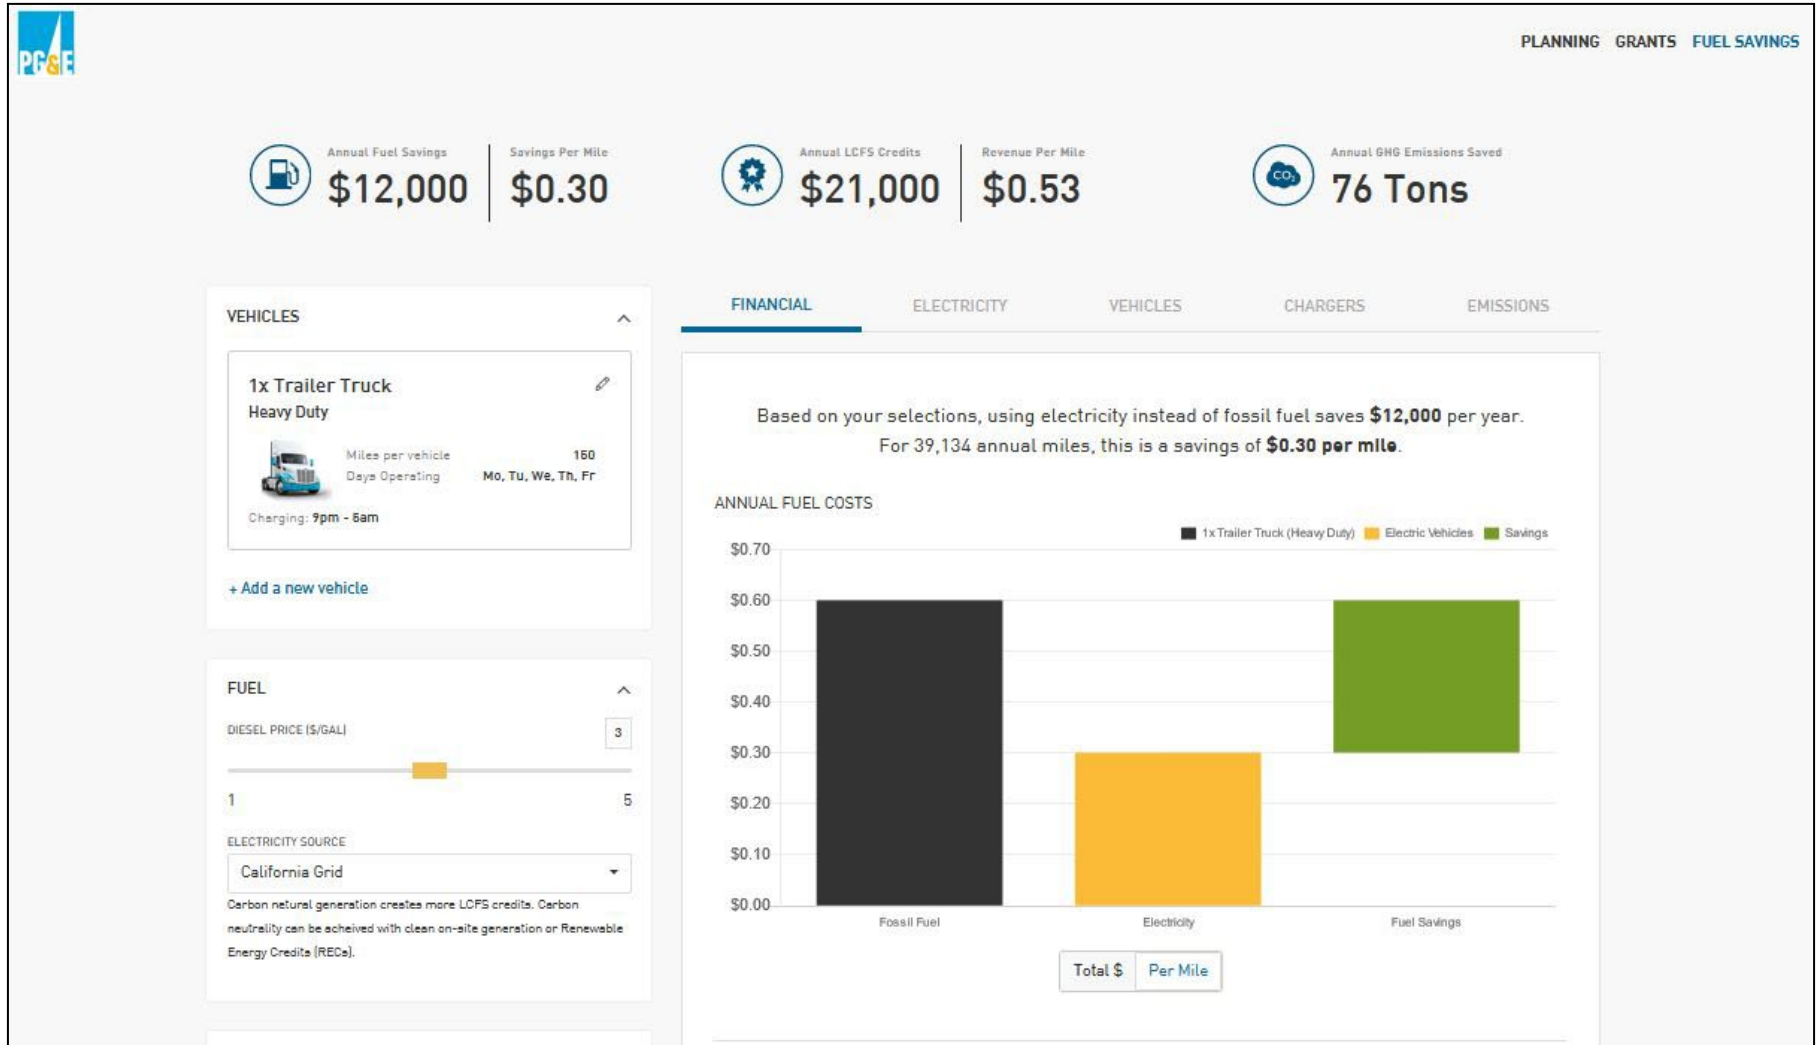 PG&E
PLANNING GRANTS FUEL SAVINGS
Annual Fuel Savings
$12,000
Savings Per Mile
$0.30
Annual LCFS Credits
$21,000
Revenue Per Mile
$0.53
CO2
Annual GHG Emissions Saved
76 Tons
VEHICLES
1x Trailer Truck
Heavy Duty
Miles per vehicle 150
Days Operating Mo, Tu, We, Th, Fr
Charging: 9pm - 5am
+ Add a new vehicle
FUEL
DIESEL PRICE ($/GAL)
3
1 5
ELECTRICITY SOURCE
California Grid
Carbon netural generation creates more LCFS credits. Carbon
neutrality can be acheived with clean on-site generation or Renewable
Energy Credits (RECs).
FINANCIAL ELECTRICITY VEHICLES CHARGERS EMISSIONS
Based on your selections, using electricity instead of fossil fuel saves $12,000 per year.
For 39,134 annual miles, this is a savings of $0.30 per mile.
ANNUAL FUEL COSTS
1x Trailer Truck (Heavy Duty) Electric Vehicles Savings
$0.70
$0.60
$0.50
$0.40
$0.30
$0.20
$0.10
$0.00
Fossil Fuel Electricity Fuel Savings
Total $ Per Mile